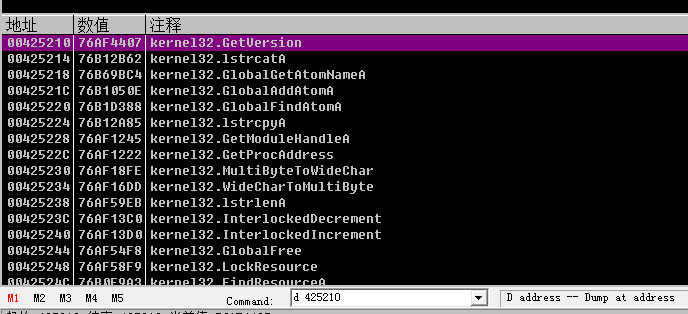 地址 数值 注释
00425210 76AF4407 kernel32.GetVersion
00425214 76B12B62 kernel32.lstrcatA
00425218 76B69BC4 kernel32.GlobalGetAtomNameA
0042521C 76B1050E kernel32.GlobalAddAtomA
00425220 76B1D388 kernel32.GlobalFindAtomA
00425224 76B12A85 kernel32.lstrcpyA
00425228 76AF1245 kernel32.GetModuleHandleA
0042522C 76AF1222 kernel32.GetProcAddress
00425230 76AF18FE kernel32.MultiByteToWideChar
00425234 76AF16DD kernel32.WideCharToMultiByte
00425238 76AF59EB kernel32.lstrlenA
0042523C 76AF13C0 kernel32.InterlockedDecrement
00425240 76AF13D0 kernel32.InterlockedIncrement
00425244 76AF54F8 kernel32.GlobalFree
00425248 76AF58F9 kernel32.LockResource
0042524C 76B0E9A3 kernel32.FindResourceA
M1 M2 M3 M4 M5 Command: d 425210 D address -- Dump at address